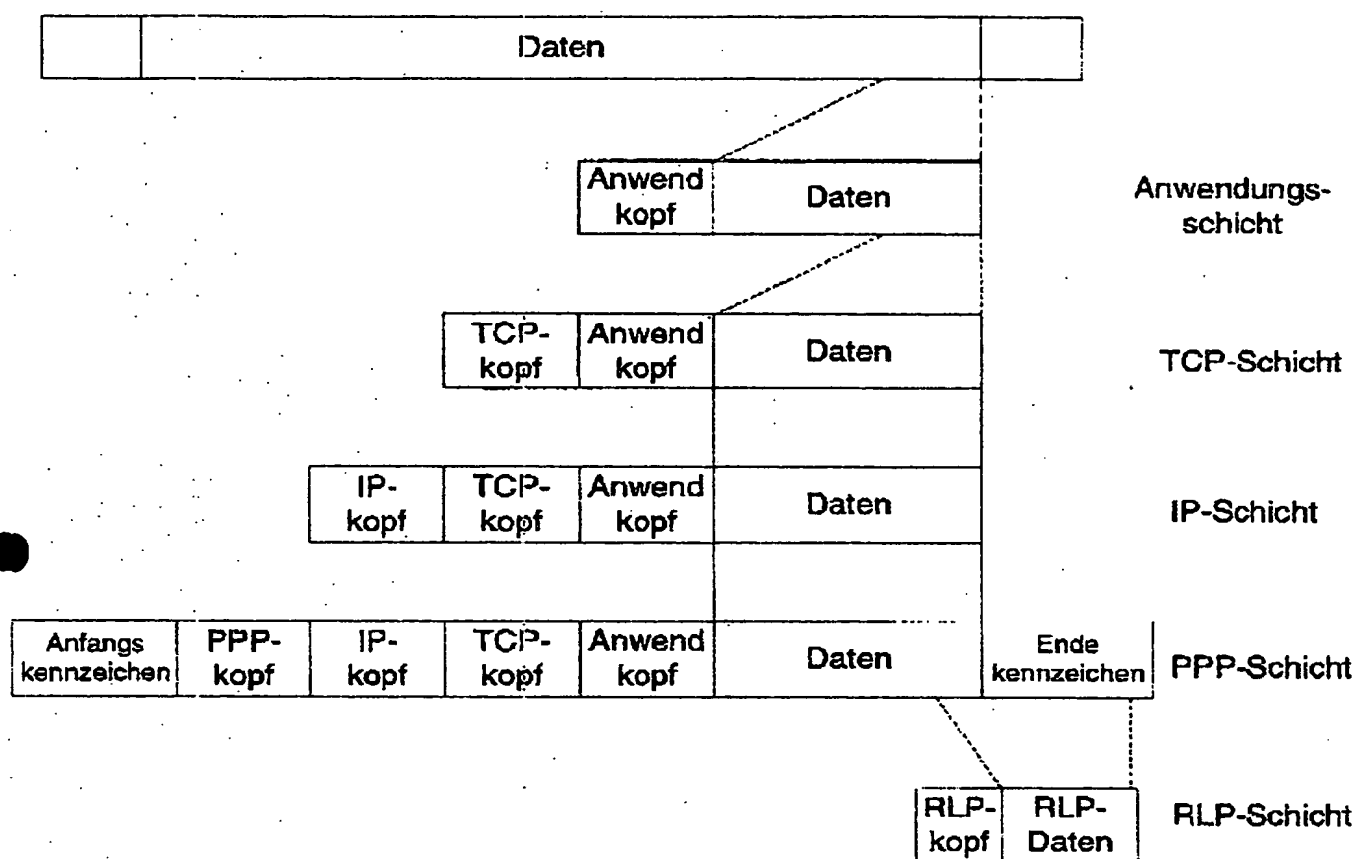 Daten
Anwend
kopf
Daten
Anwendungs-
schicht
TCP-
kopf
Anwend
kopf
Daten
TCP-Schicht
IP-
kopf
TCP-
kopf
Anwend
kopf
Daten
IP-Schicht
Anfangs
kennzeichen
PPP-
kopf
IP-
kopf
TCP-
kopf
Anwend
kopf
Daten
Ende
kennzeichen
PPP-Schicht
RLP-
kopf
RLP-
Daten
RLP-Schicht